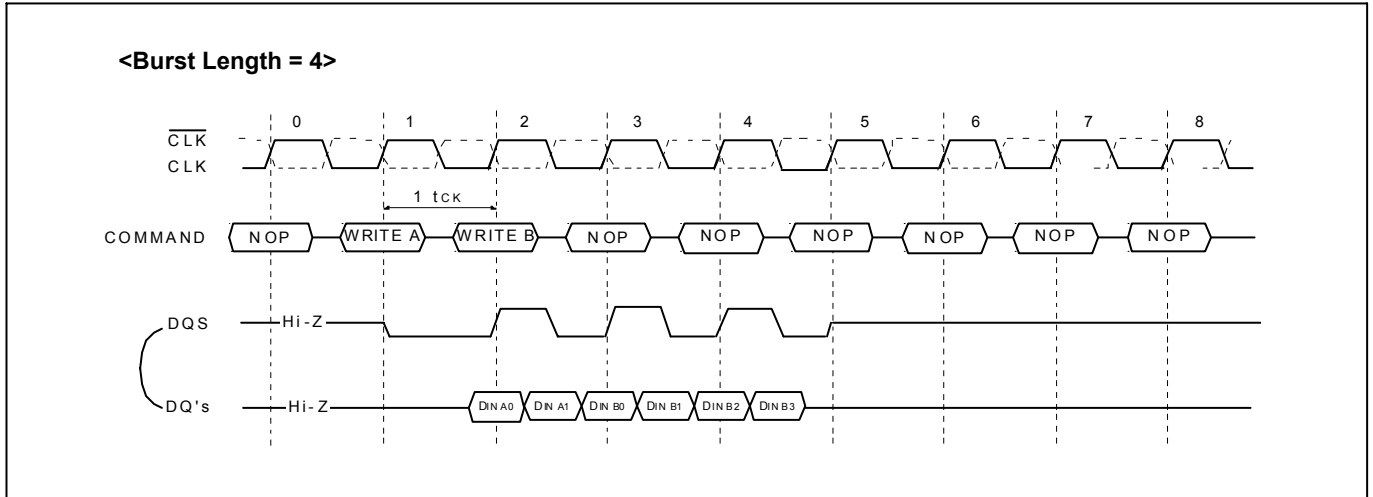 <Burst Length = 4>
0 1 2 3 4 5 6 7 8
CLK
CLK
1 tCK
COMMAND NOP WRITE A WRITE B NOP NOP NOP NOP NOP NOP
DQS Hi-Z
DQ's Hi-Z DIN A0 DIN A1 DIN B0 DIN B1 DIN B2 DIN B3